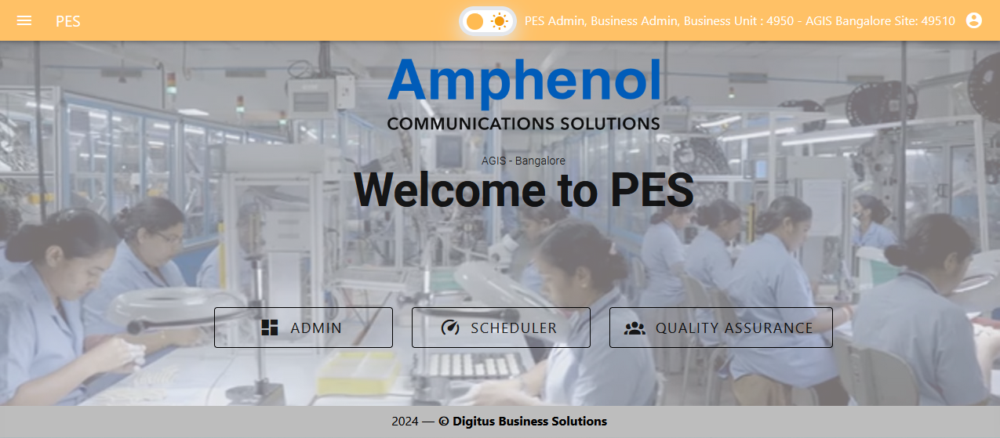 PES
PES Admin, Business Admin, Business Unit : 4950 - AGIS Bangalore Site: 49510
Amphenol
COMMUNICATIONS SOLUTIONS
AGIS - Bangalore
Welcome to PES
ADMIN
SCHEDULER
QUALITY ASSURANCE
2024 — © Digitus Business Solutions